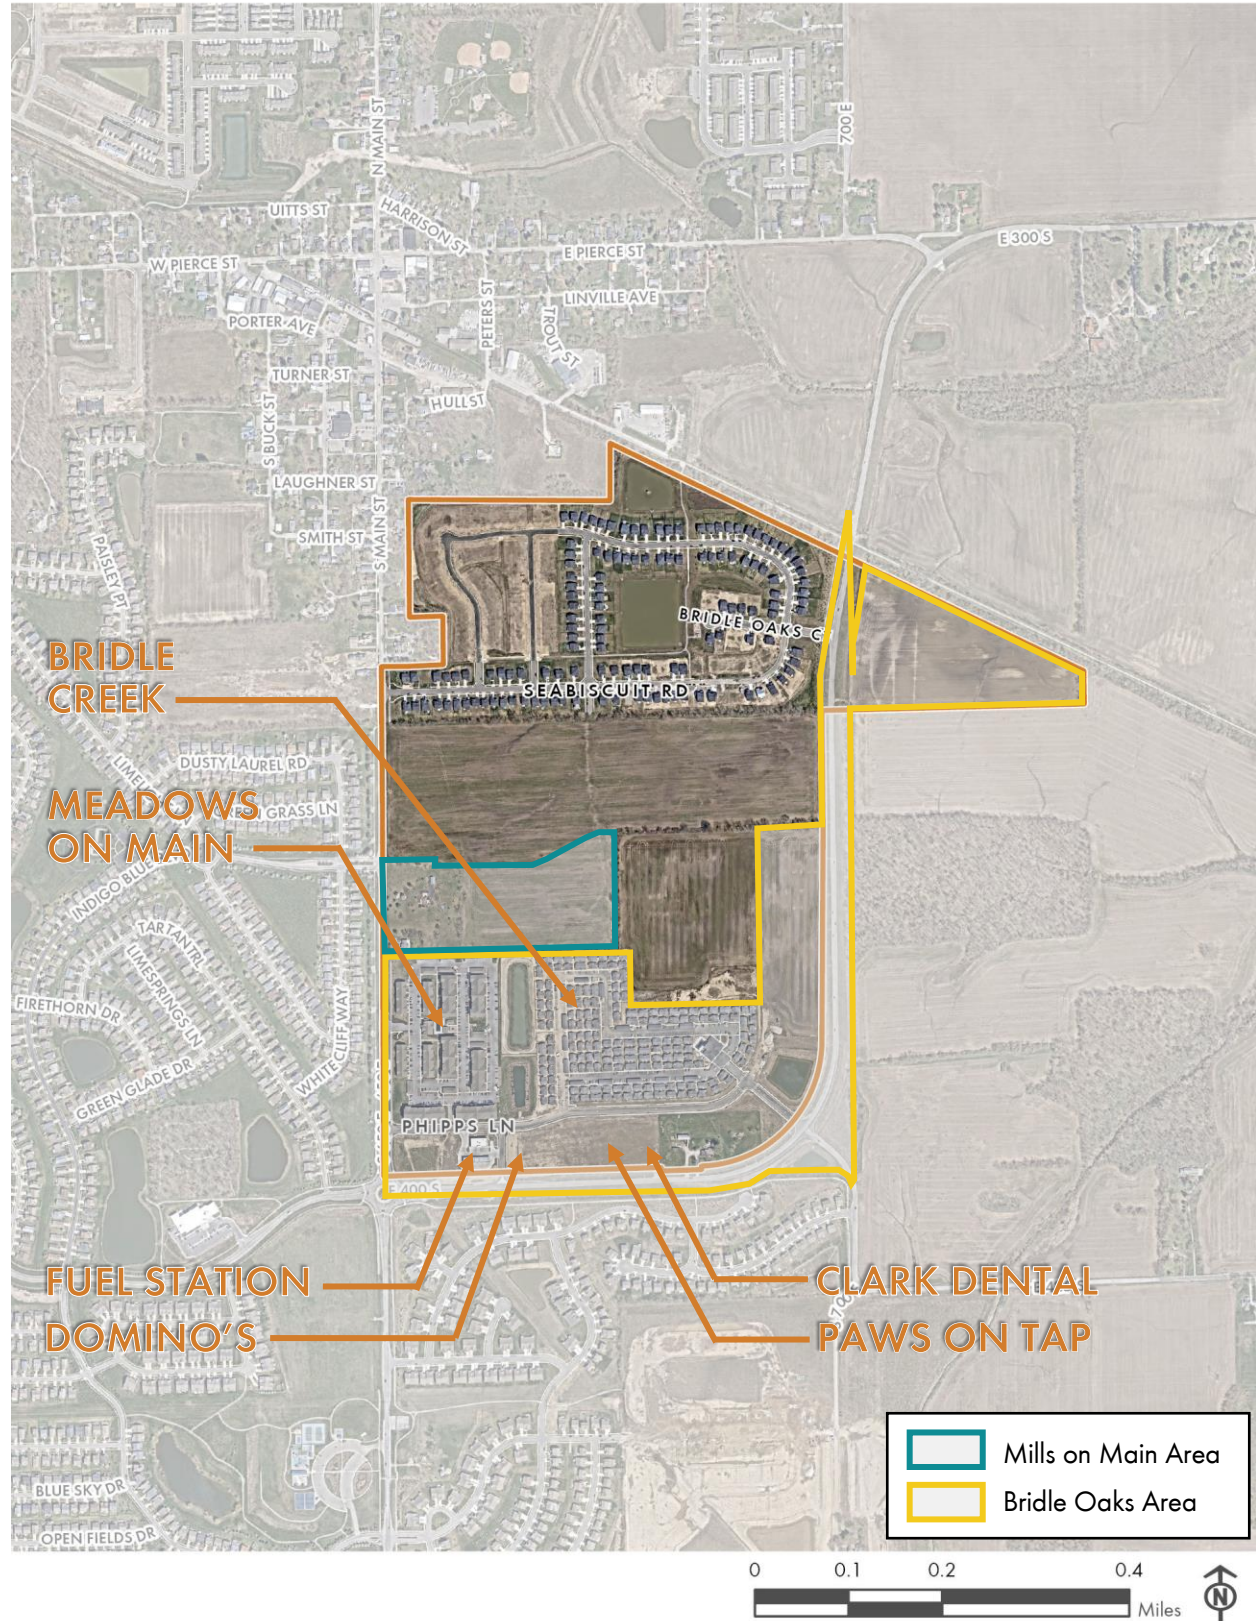 N MAIN ST
700 E
UITTS ST
HARRISON ST
E 300 S
W PIERCE ST
E PIERCE ST
PETERS ST
LINVILLE AVE
PORTER AVE
TROUT ST
TURNER ST
HULL ST
S BUCK ST
LAUGHNER ST
S MAIN ST
SMITH ST
PAISLEY PT
BRIDLE OAKS
BRIDLE
CREEK
SEABISCUIT RD
DUSTY LAUREL RD
MEADOWS
ON MAIN
GRASS LN
INDIGO BLUE
TARTAN TRL
LIMESPRINGS LN
FIRETHORN DR
WHITECLIFF WAY
GREEN GLADE DR
PHIPPS LN
E 400 S
FUEL STATION
CLARK DENTAL
DOMINO'S
PAWS ON TAP
Mills on Main Area
BLUE SKY DR
Bridle Oaks Area
OPEN FIELDS DR
0 0.1 0.2 0.4
Miles
N